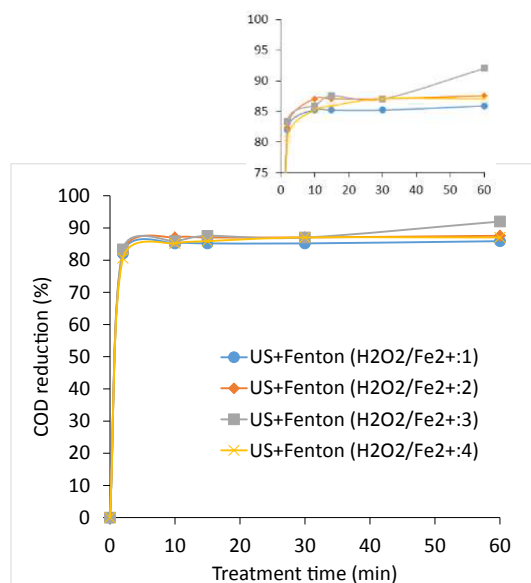 100
95
90
85
80
75
0 10 20 30 40 50 60
100
90
80
70
60
50
40
30
20
10
0
COD reduction (%)
US+Fenton (H2O2/Fe2+:1)
US+Fenton (H2O2/Fe2+:2)
US+Fenton (H2O2/Fe2+:3)
US+Fenton (H2O2/Fe2+:4)
0 10 20 30 40 50 60
Treatment time (min)